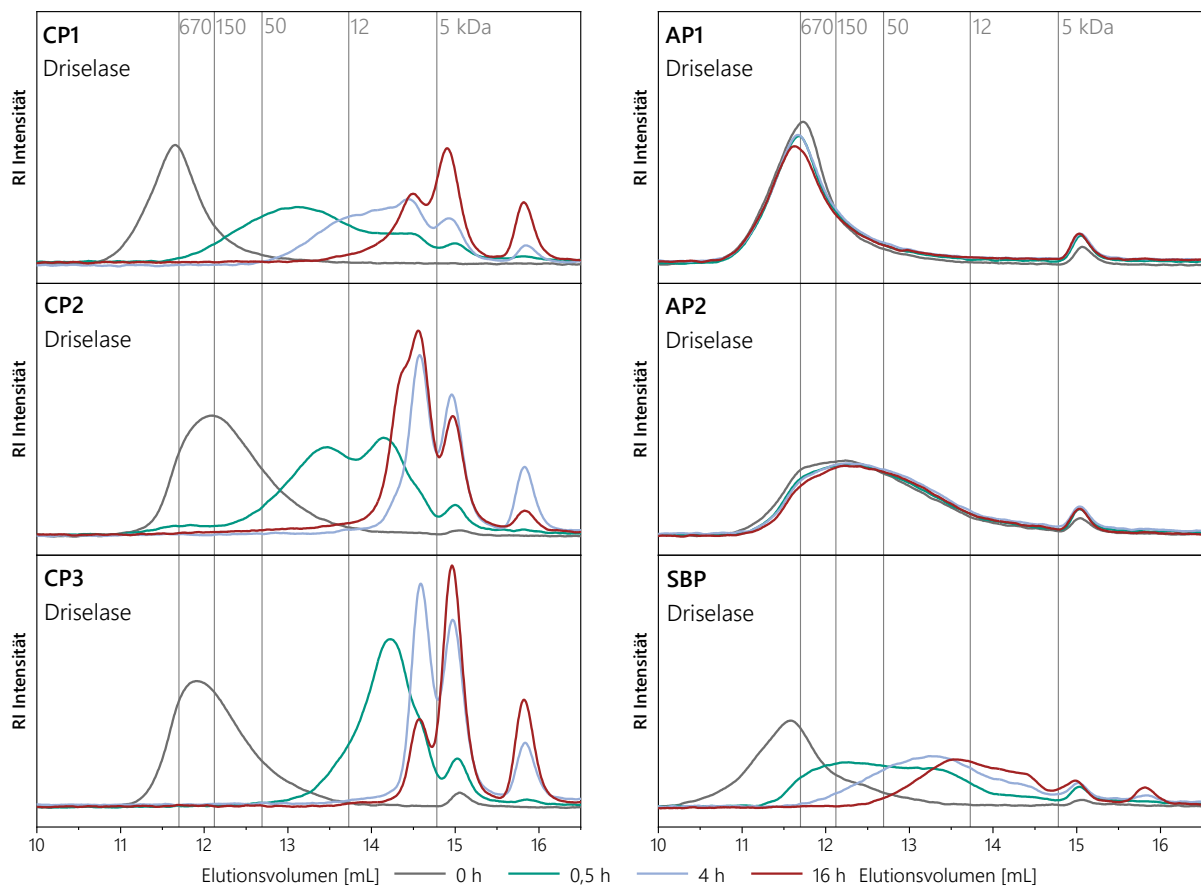 670 150 50 12 5 kDa
CP1
Driselase
RI Intensität
670 150 50 12 5 kDa
AP1
Driselase
RI Intensität
CP2
Driselase
RI Intensität
AP2
Driselase
RI Intensität
CP3
Driselase
RI Intensität
SBP
Driselase
RI Intensität
10 11 12 13 14 15 16
10 11 12 13 14 15 16
Elutionsvolumen [mL] 0 h 0,5 h 4 h 16 h Elutionsvolumen [mL]